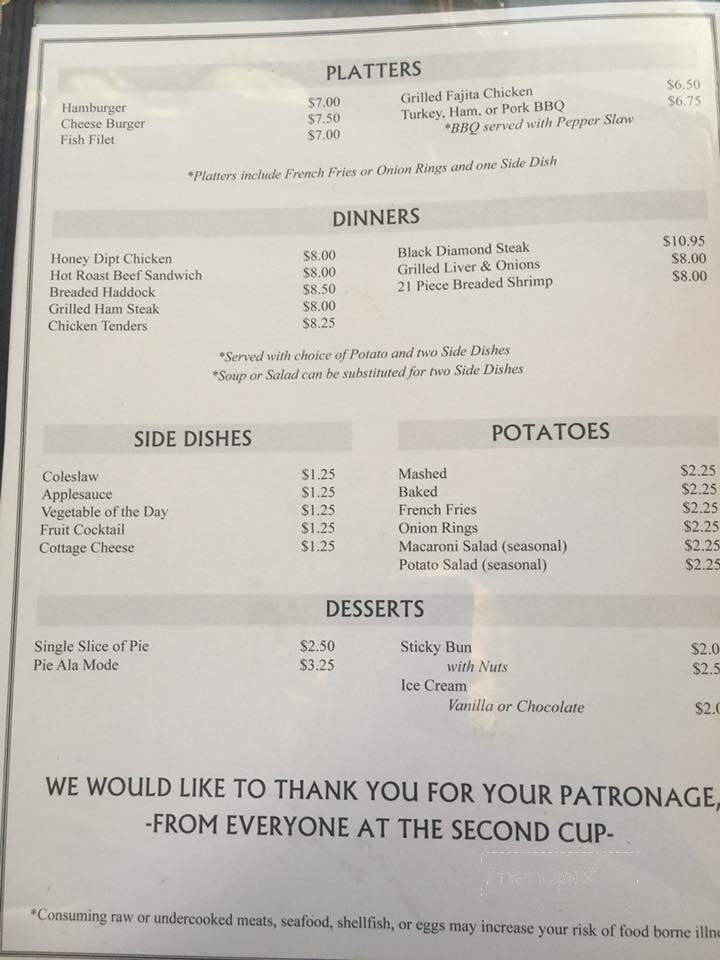 PLATTERS
Hamburger $7.00
Cheese Burger $7.50
Fish Filet $7.00
Grilled Fajita Chicken $6.50
Turkey, Ham, or Pork BBQ $6.75
*BBQ served with Pepper Slaw
*Platters include French Fries or Onion Rings and one Side Dish
DINNERS
Honey Dipt Chicken $8.00
Hot Roast Beef Sandwich $8.00
Breaded Haddock $8.50
Grilled Ham Steak $8.00
Chicken Tenders $8.25
Black Diamond Steak $10.95
Grilled Liver & Onions $8.00
21 Piece Breaded Shrimp $8.00
*Served with choice of Potato and two Side Dishes
*Soup or Salad can be substituted for two Side Dishes
SIDE DISHES
Coleslaw $1.25
Applesauce $1.25
Vegetable of the Day $1.25
Fruit Cocktail $1.25
Cottage Cheese $1.25
POTATOES
Mashed $2.25
Baked $2.25
French Fries $2.25
Onion Rings $2.25
Macaroni Salad (seasonal) $2.25
Potato Salad (seasonal) $2.25
DESSERTS
Single Slice of Pie $2.50
Pie Ala Mode $3.25
Sticky Bun $2.0
with Nuts $2.5
Ice Cream
Vanilla or Chocolate $2.0
WE WOULD LIKE TO THANK YOU FOR YOUR PATRONAGE,
-FROM EVERYONE AT THE SECOND CUP-
menupix
*Consuming raw or undercooked meats, seafood, shellfish, or eggs may increase your risk of food borne illne